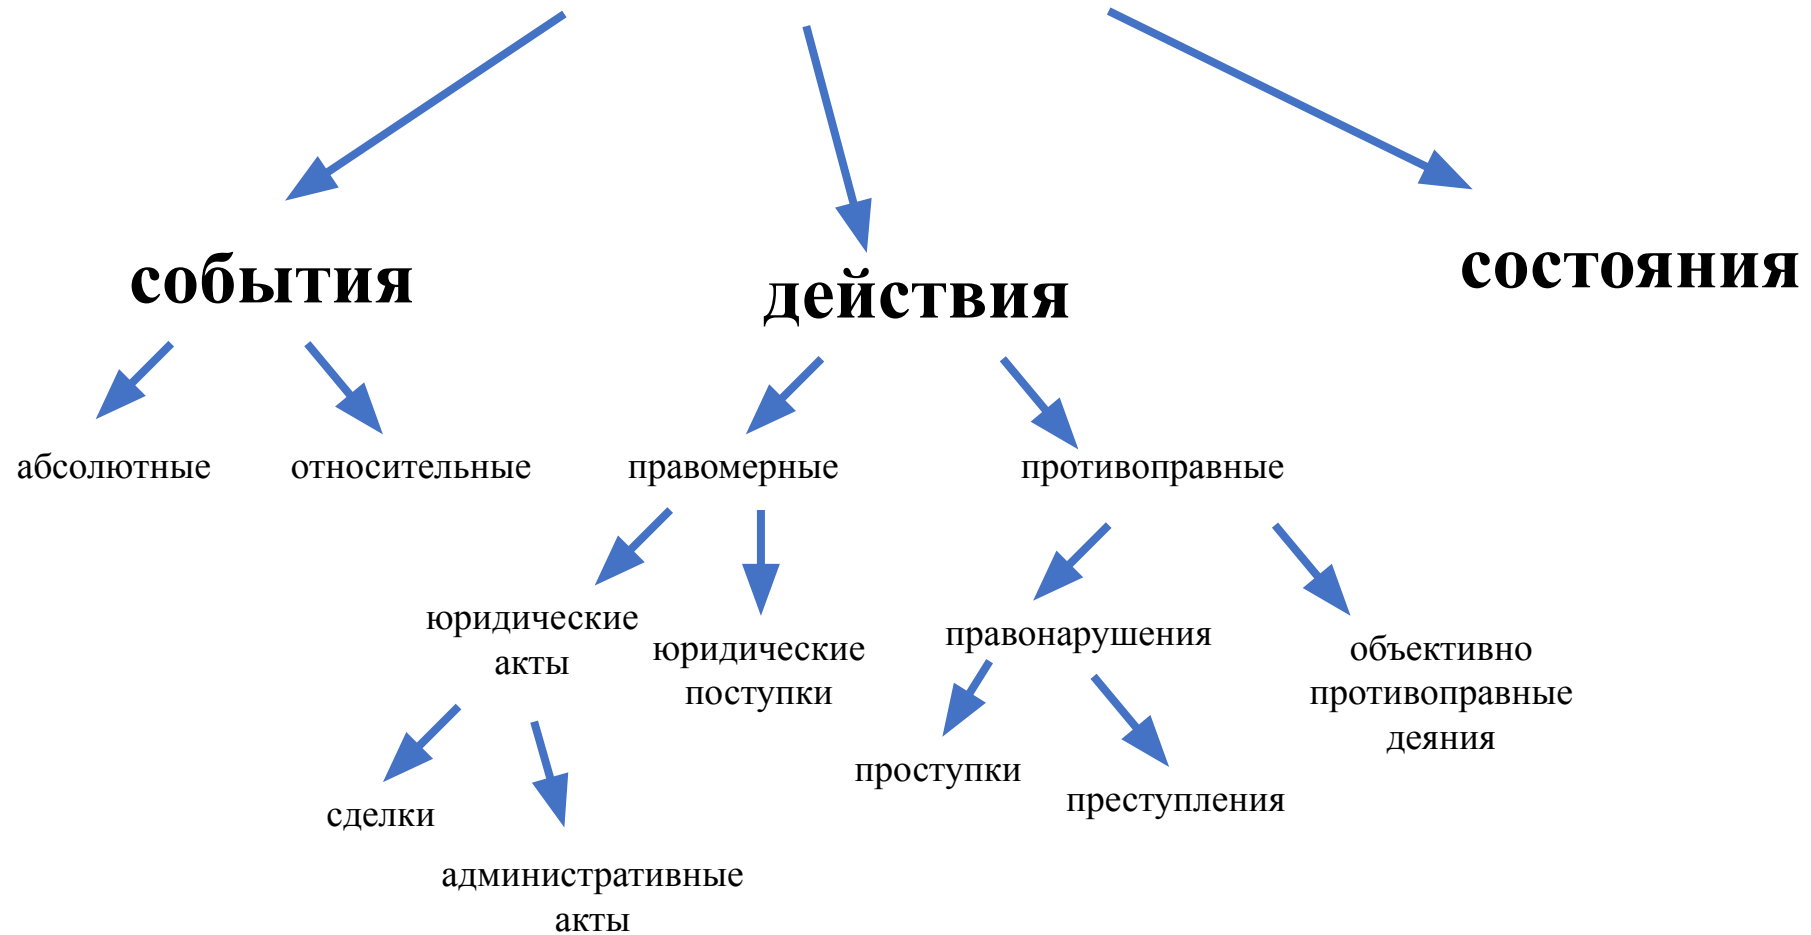 события
действия
состояния
абсолютные
относительные
правомерные
противоправные
юридические
акты
юридические
поступки
правонарушения
объективно
противоправные
деяния
проступки
преступления
сделки
административные
акты